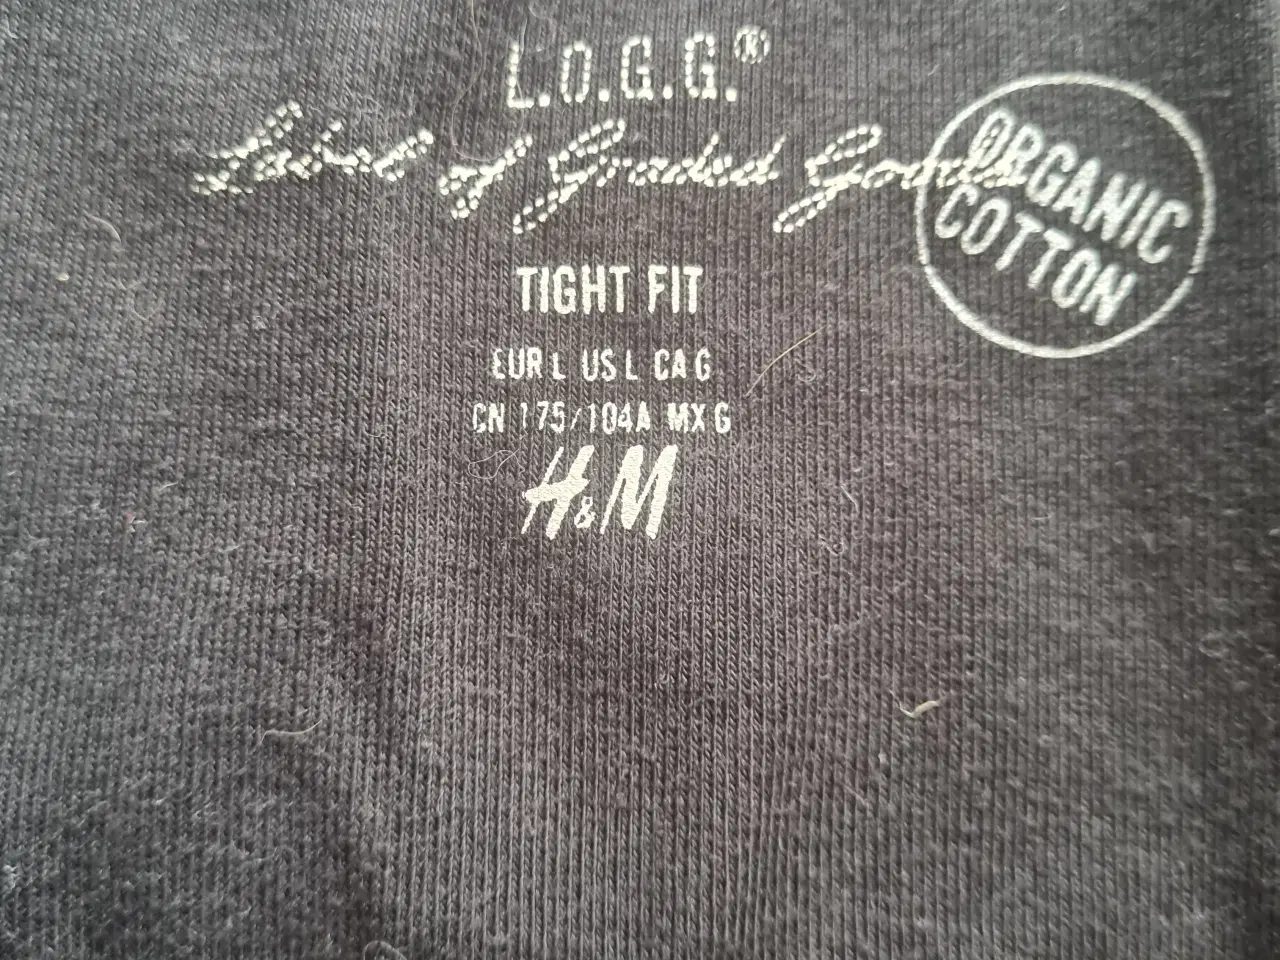 L.O.G.G.®
Label of Graded Goods
ORGANIC
COTTON
TIGHT FIT
EUR L US L CA G
CN 175/104A MX G
H&M